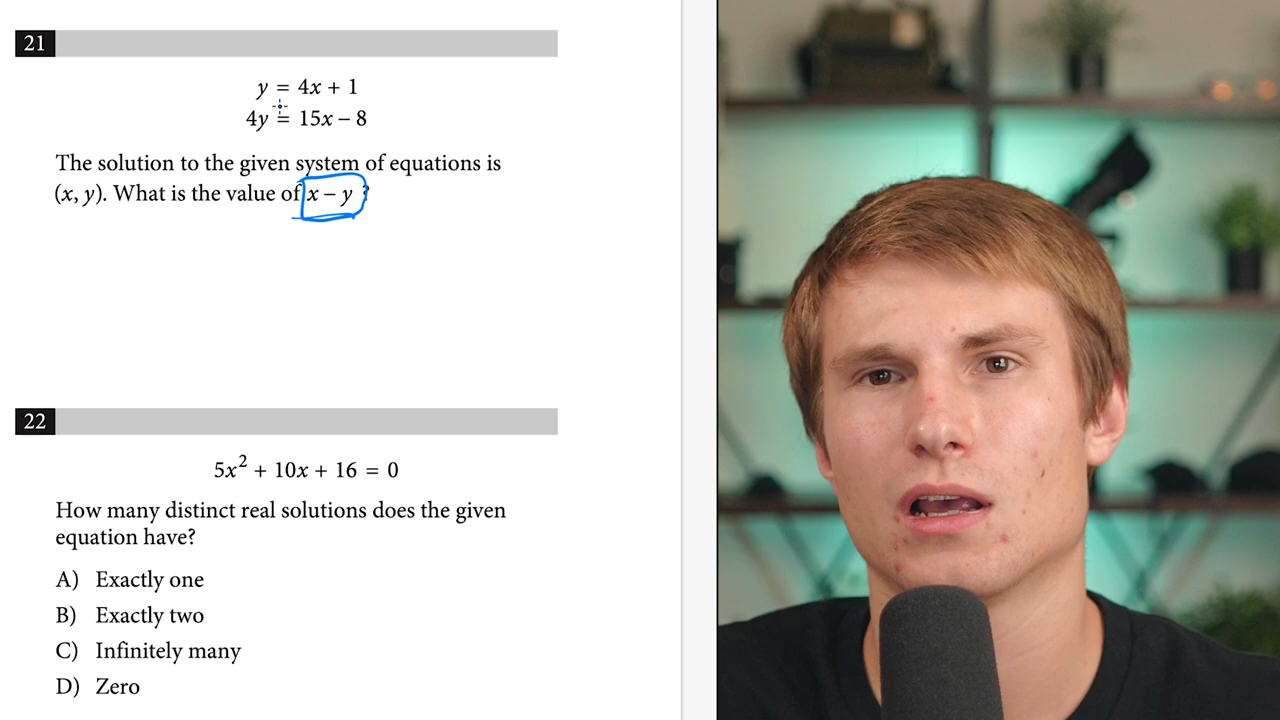 21
y = 4x + 1
4y = 15x – 8
The solution to the given system of equations is
(x, y). What is the value of x – y ?
22
5x² + 10x + 16 = 0
How many distinct real solutions does the given
equation have?
A) Exactly one
B) Exactly two
C) Infinitely many
D) Zero